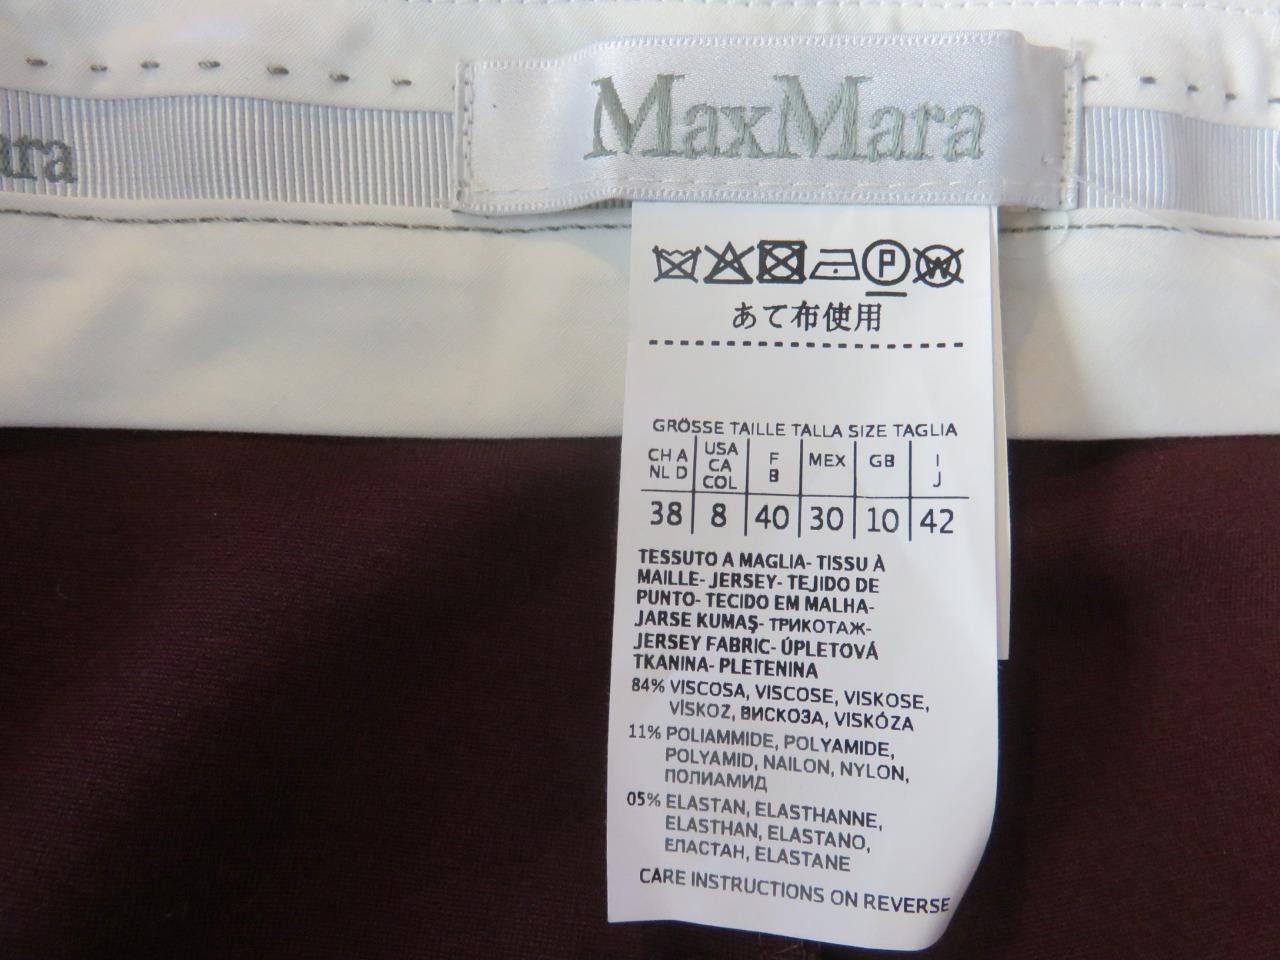 MaxMara
ara
P
W
あて布使用
GRÖSSE TAILLE TALLA SIZE TAGLIA
CH A NL D USA CA COL F B MEX GB I J
38 8 40 30 10 42
TESSUTO A MAGLIA- TISSU À
MAILLE- JERSEY- TEJIDO DE
PUNTO- TECIDO EM MALHA-
JARSE KUMAŞ- ТРИКОТАЖ-
JERSEY FABRIC- ÚPLETOVÁ
TKANINA- PLETENINA
84% VISCOSA, VISCOSE, VISKOSE,
VİSKOZ, ВИСКОЗА, VISKÓZA
11% POLIAMMIDE, POLYAMIDE,
POLYAMID, NAILON, NYLON,
ПОЛИАМИД
05% ELASTAN, ELASTHANNE,
ELASTHAN, ELASTANO,
ЕЛАСТАН, ELASTANE
CARE INSTRUCTIONS ON REVERSE